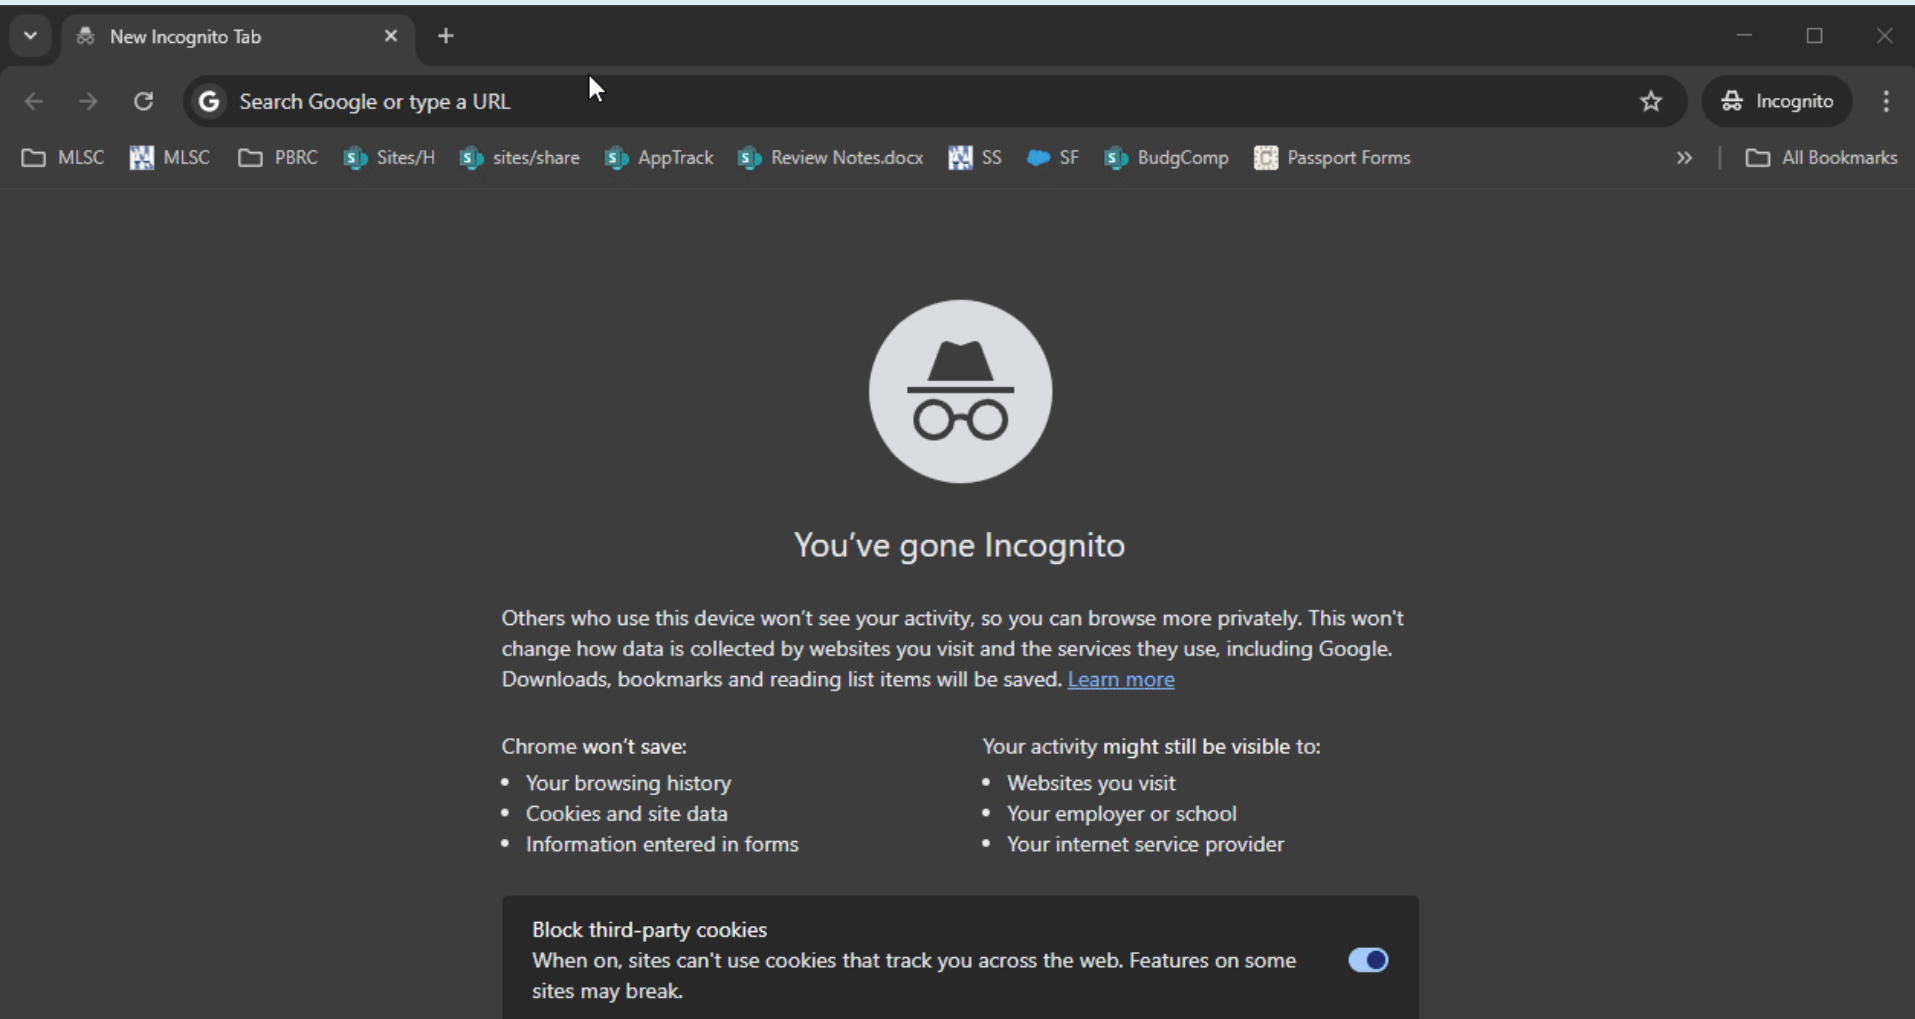 New Incognito Tab
Search Google or type a URL
Incognito
MLSC MLSC PBRC Sites/H sites/share AppTrack Review Notes.docx SS SF BudgComp Passport Forms » All Bookmarks
You've gone Incognito
Others who use this device won't see your activity, so you can browse more privately. This won't
change how data is collected by websites you visit and the services they use, including Google.
Downloads, bookmarks and reading list items will be saved. Learn more
Chrome won't save:
• Your browsing history
• Cookies and site data
• Information entered in forms
Your activity might still be visible to:
• Websites you visit
• Your employer or school
• Your internet service provider
Block third-party cookies
When on, sites can't use cookies that track you across the web. Features on some
sites may break.